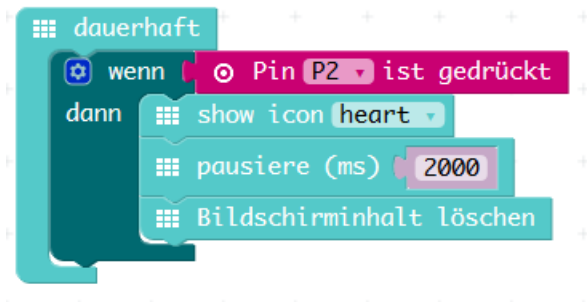 dauerhaft
wenn Pin P2 ist gedrückt
dann show icon heart
pausiere (ms) 2000
Bildschirminhalt löschen